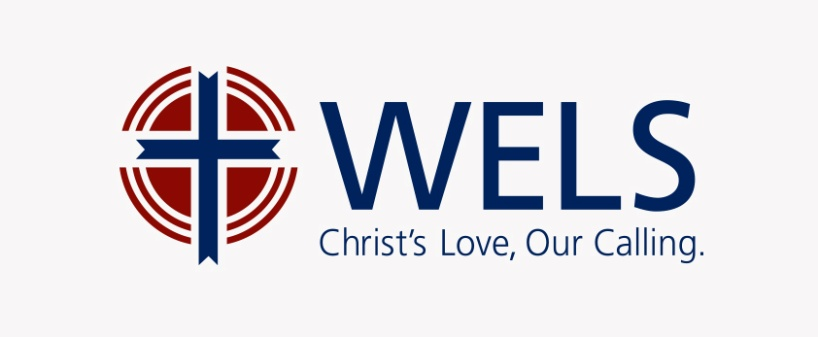 WELS
Christ’s Love, Our Calling.